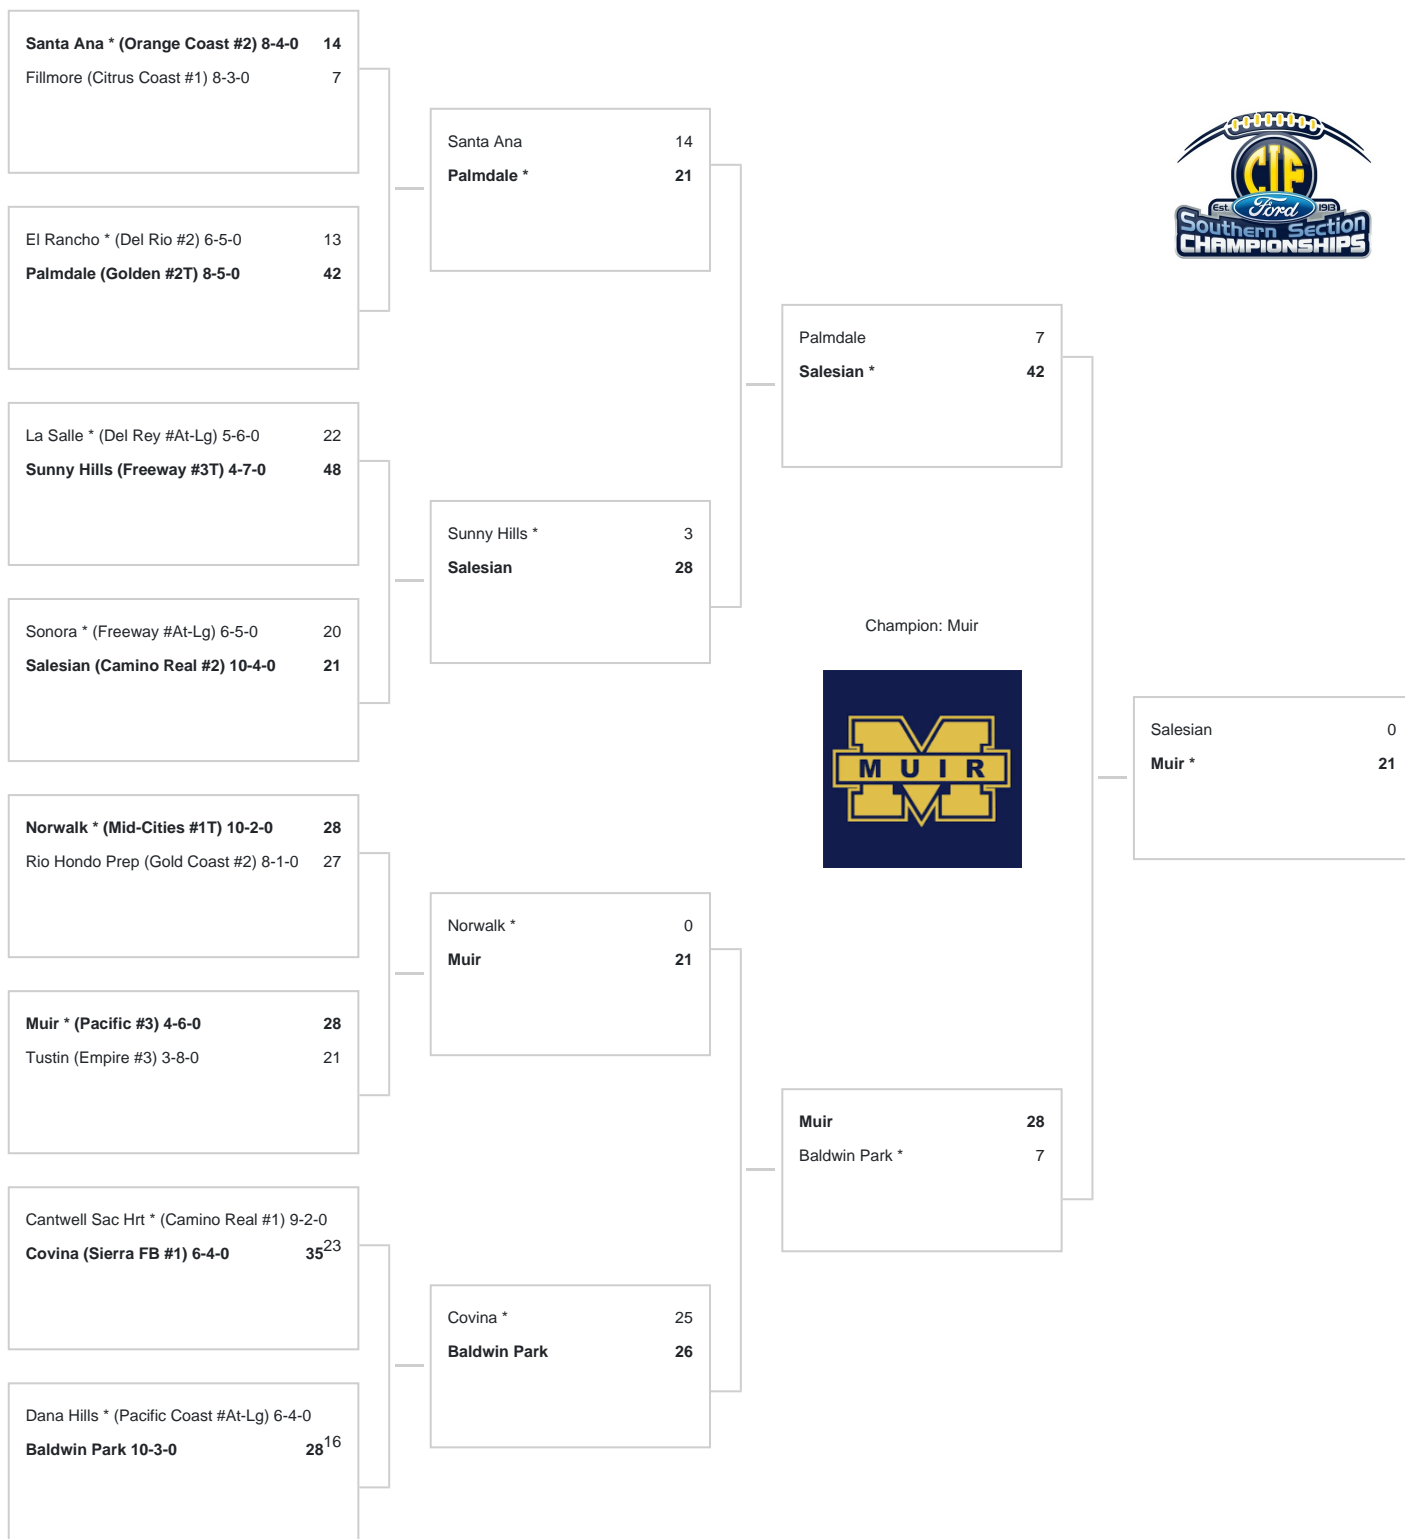 Santa Ana * (Orange Coast #2) 8-4-0 14
Fillmore (Citrus Coast #1) 8-3-0 7
El Rancho * (Del Rio #2) 6-5-0 13
Palmdale (Golden #2T) 8-5-0 42
La Salle * (Del Rey #At-Lg) 5-6-0 22
Sunny Hills (Freeway #3T) 4-7-0 48
Sonora * (Freeway #At-Lg) 6-5-0 20
Salesian (Camino Real #2) 10-4-0 21
Norwalk * (Mid-Cities #1T) 10-2-0 28
Rio Hondo Prep (Gold Coast #2) 8-1-0 27
Muir * (Pacific #3) 4-6-0 28
Tustin (Empire #3) 3-8-0 21
Cantwell Sac Hrt * (Camino Real #1) 9-2-0
23
Covina (Sierra FB #1) 6-4-0 35
Dana Hills * (Pacific Coast #At-Lg) 6-4-0
16
Baldwin Park 10-3-0 28
Santa Ana 14
Palmdale * 21
Sunny Hills * 3
Salesian 28
Norwalk * 0
Muir 21
Covina * 25
Baldwin Park 26
Palmdale 7
Salesian * 42
Muir 28
Baldwin Park * 7
Champion: Muir
MUIR
Salesian 0
Muir * 21
CIF
Est. Ford 1913
Southern Section
CHAMPIONSHIPS